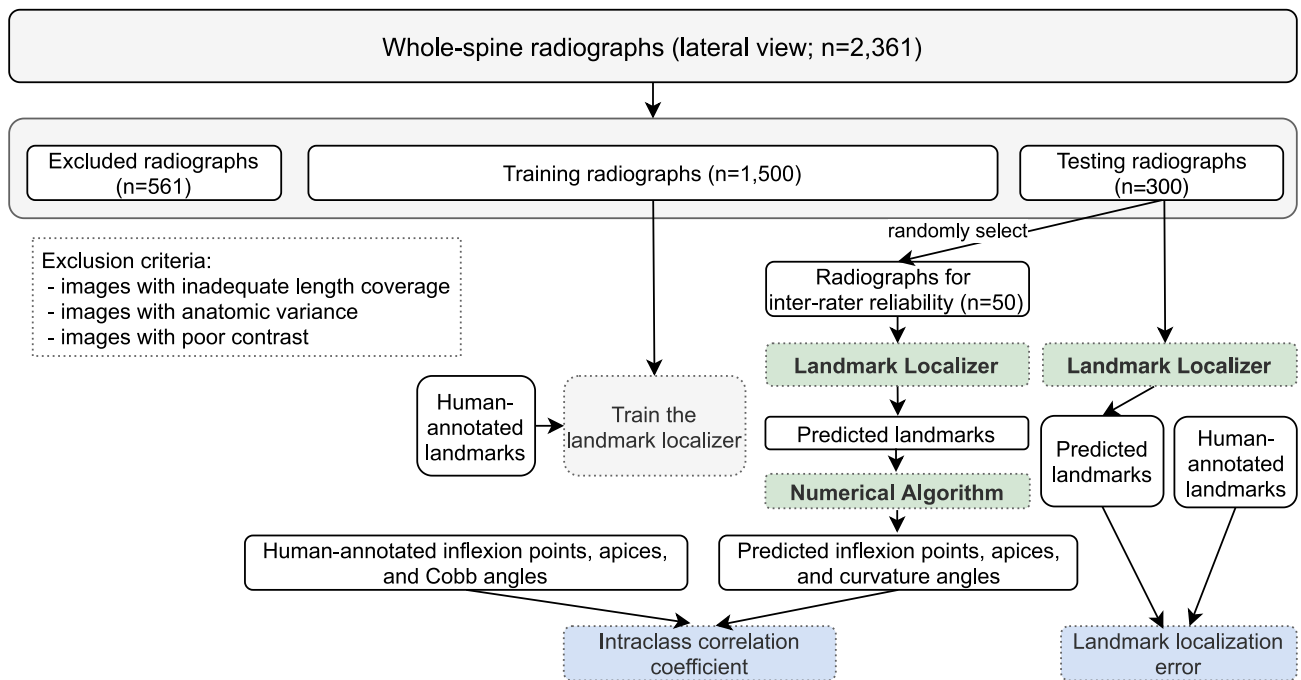 Whole-spine radiographs (lateral view; n=2,361)
Excluded radiographs
(n=561)
Training radiographs (n=1,500)
Testing radiographs
(n=300)
randomly select
Exclusion criteria:
- images with inadequate length coverage
- images with anatomic variance
- images with poor contrast
Radiographs for
inter-rater reliability (n=50)
Landmark Localizer
Landmark Localizer
Human-
annotated
landmarks
Train the
landmark localizer
Predicted landmarks
Predicted
landmarks
Human-
annotated
landmarks
Numerical Algorithm
Human-annotated inflexion points, apices,
and Cobb angles
Predicted inflexion points, apices,
and curvature angles
Intraclass correlation
coefficient
Landmark localization
error